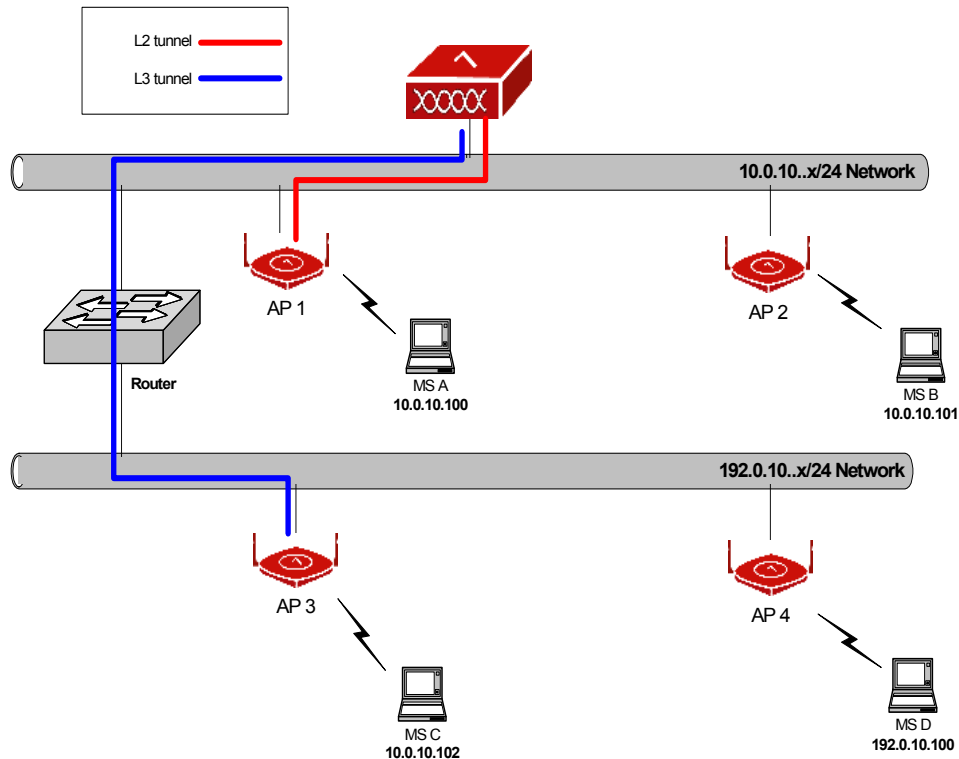 L2 tunnel
L3 tunnel
10.0.10..x/24 Network
AP 1
AP 2
MS A
10.0.10.100
MS B
10.0.10.101
Router
192.0.10..x/24 Network
AP 3
AP 4
MS C
10.0.10.102
MS D
192.0.10.100